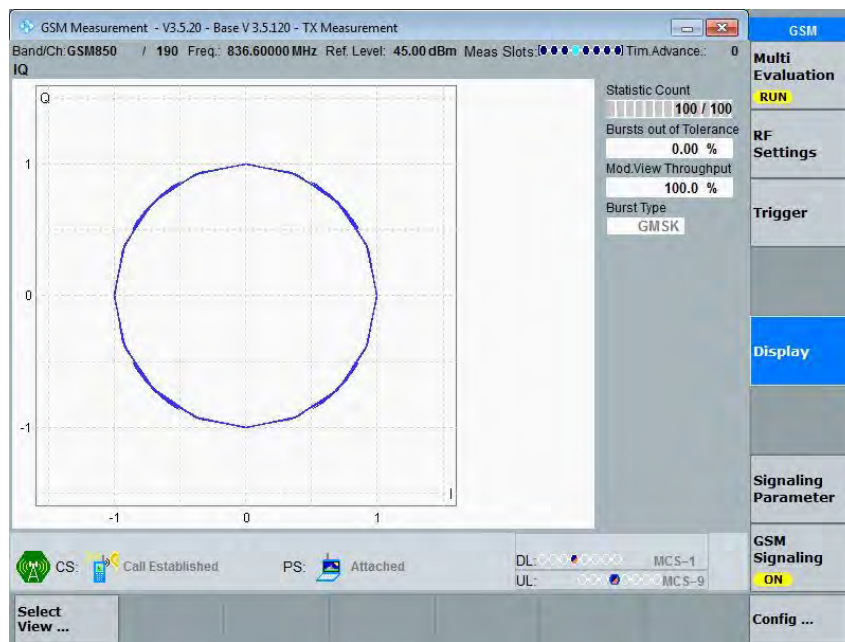 GSM Measurement - V3.5.20 - Base V 3.5.120 - TX Measurement
GSM
Band/Ch:GSM850 / 190 Freq.: 836.60000 MHz Ref. Level: 45.00 dBm Meas Slots: Tim.Advance.: 0
IQ
Multi
Evaluation
RUN
Statistic Count
100 / 100
Bursts out of Tolerance
0.00 %
Mod.View Throughput
100.0 %
Burst Type
GMSK
RF
Settings
Trigger
Display
Q
1
0
-1
I
-1 0 1
Signaling
Parameter
GSM
Signaling
ON
CS: Call Established PS: Attached DL: MCS-1
UL: MCS-9
Select
View ...
Config ...